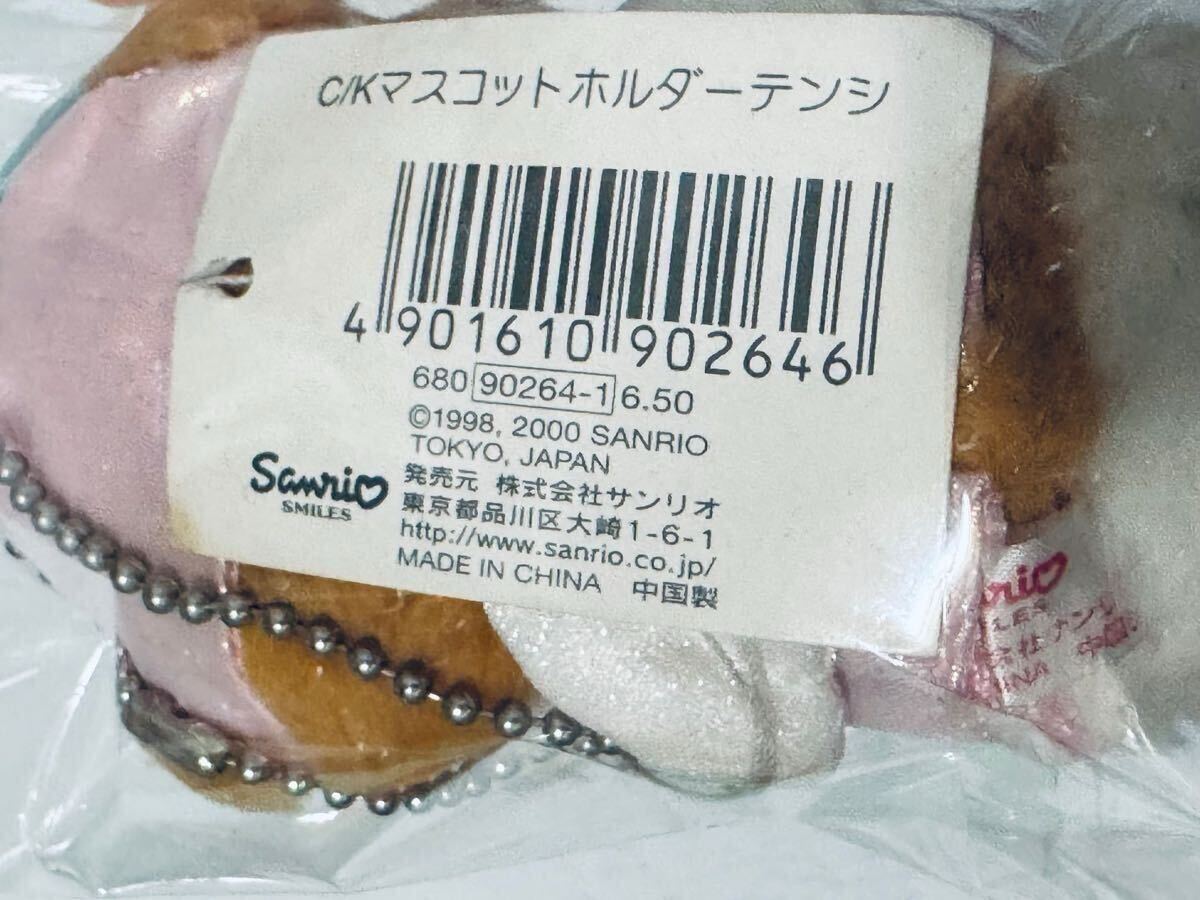 C/Kマスコットホルダーテンシ
4 901610 902646
680 90264-1 6.50
©1998, 2000 SANRIO
TOKYO, JAPAN
Sanrio
SMILES
発売元 株式会社サンリオ
東京都品川区大崎1-6-1
http://www.sanrio.co.jp/
MADE IN CHINA 中国製